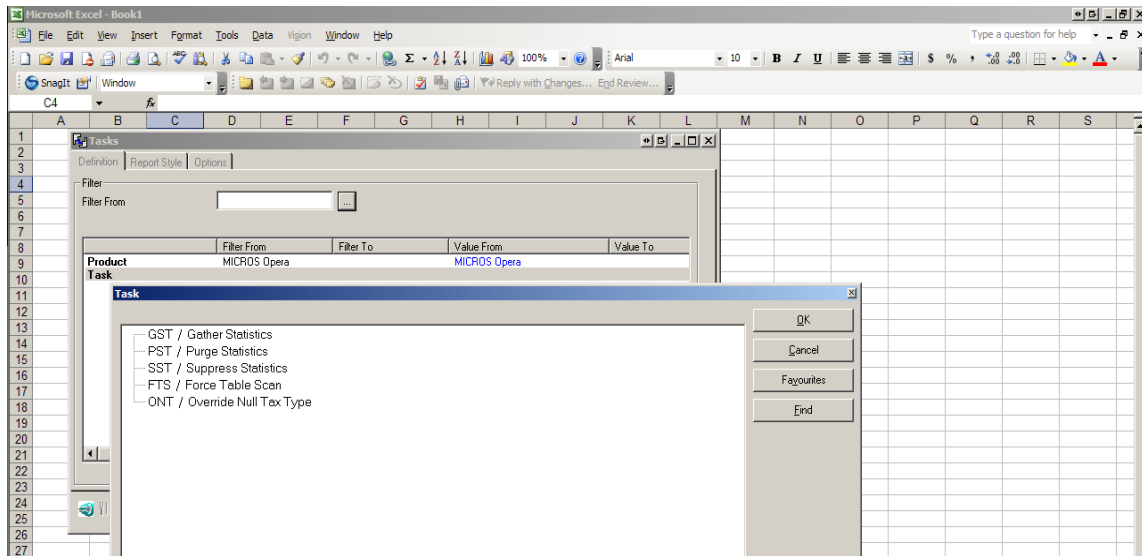 Microsoft Excel - Book1
File Edit View Insert Format Tools Data Vision Window Help Type a question for help
100% Arial 10 B I U $ % ,
SnagIt Window Reply with Changes... End Review...
C4 fx
A B C D E F G H I J K L M N O P Q R S
1
2
3
4
5
6
7
8
9
10
11
12
13
14
15
16
17
18
19
20
21
22
23
24
25
26
27
Tasks
Definition Report Style Options
Filter
Filter From ...
Filter From Filter To Value From Value To
Product MICROS Opera MICROS Opera
Task
Task
GST / Gather Statistics
PST / Purge Statistics
SST / Suppress Statistics
FTS / Force Table Scan
ONT / Override Null Tax Type
OK
Cancel
Favourites
Find